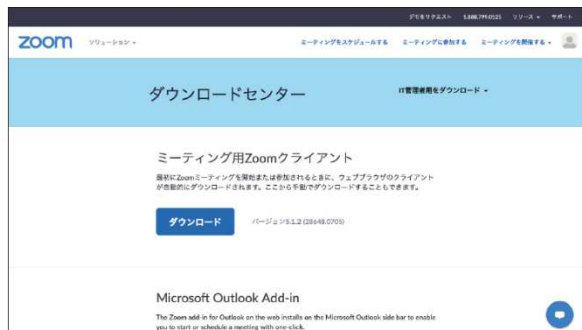 デモをリクエスト 1.888.799.0125 リソース サポート
zoom ソリューション ミーティングをスケジュールする ミーティングに参加する ミーティングを開催する
ダウンロードセンター
IT管理者用をダウンロード
ミーティング用Zoomクライアント
最初にZoomミーティングを開始または参加されるときに、ウェブブラウザのクライアント
が自動的にダウンロードされます。ここから手動でダウンロードすることもできます。
ダウンロード バージョン5.1.2 (28648.0705)
Microsoft Outlook Add-in
The Zoom add-in for Outlook on the web installs on the Microsoft Outlook side bar to enable
you to start or schedule a meeting with one-click.